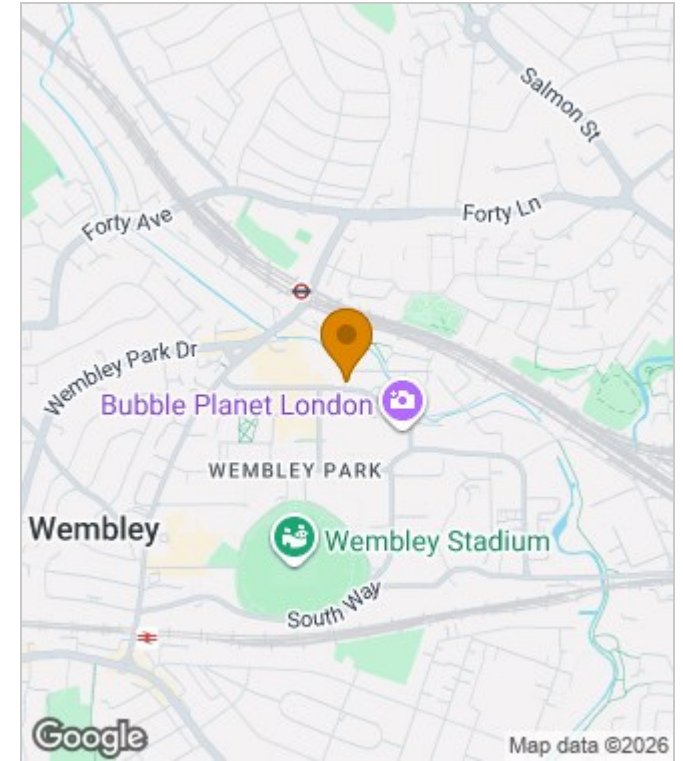 Salmon St
Forty Ln
Forty Ave
Wembley Park Dr
Bubble Planet London
WEMBLEY PARK
Wembley
Wembley Stadium
South Way
Google
Map data ©2026